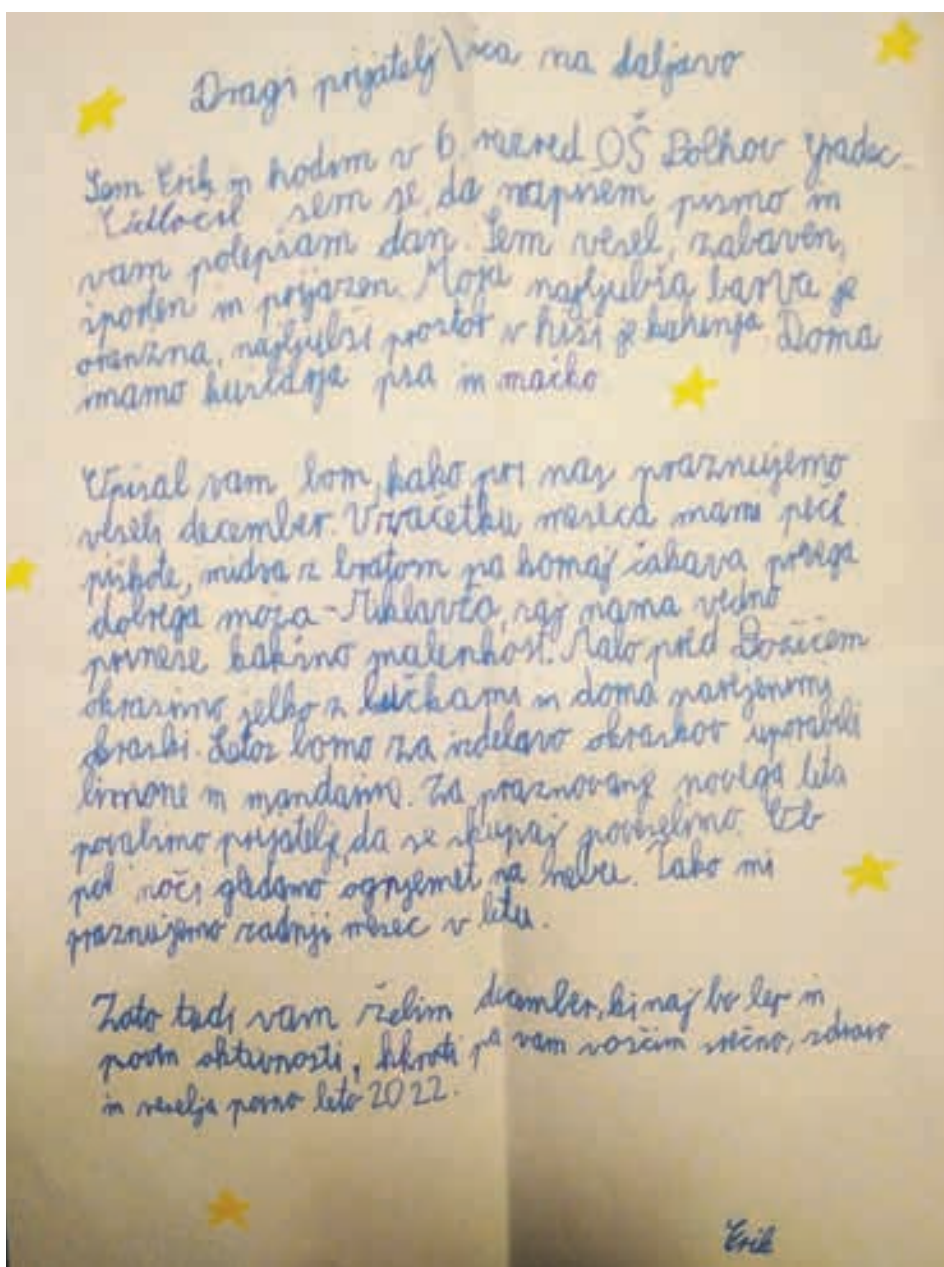 Dragi prijatelj\ica na daljavo
Sem Erik in hodim v 6. razred OŠ Polhov Gradec.
Odločil sem se, da napišem pismo in
vam polepšam dan. Sem vesel, zabaven,
športen in prijazen. Moja najljubša barva je
oranžna, najljubši prostor v hiši je kuhinja. Doma
imamo hura psa in mačko
Opisal vam bom, kako pri nas praznujemo
veseli december. V začetku meseca mami peče
piškote, midva z bratom pa komaj čakava prvega
dobrega moža - Miklavža, saj nama vedno
prinese kakšno malenkost. Malo pred Božičem
okrasimo jelko z lučkami in doma narejenimi
okraski. Letos bomo za izdelavo okraskov uporabili
limone in mandarine. Za praznovanje novega leta
povabimo prijatelje, da se skupaj poveselimo. Ob
pol noči gledamo ognjemet na nebu. Tako mi
praznujemo zadnji mesec v letu.
Zato tudi vam želim december, ki naj bo lep in
poln aktivnosti, hkrati pa vam voščim srečno, zdravo
in veselja polno leto 2022.
Erik